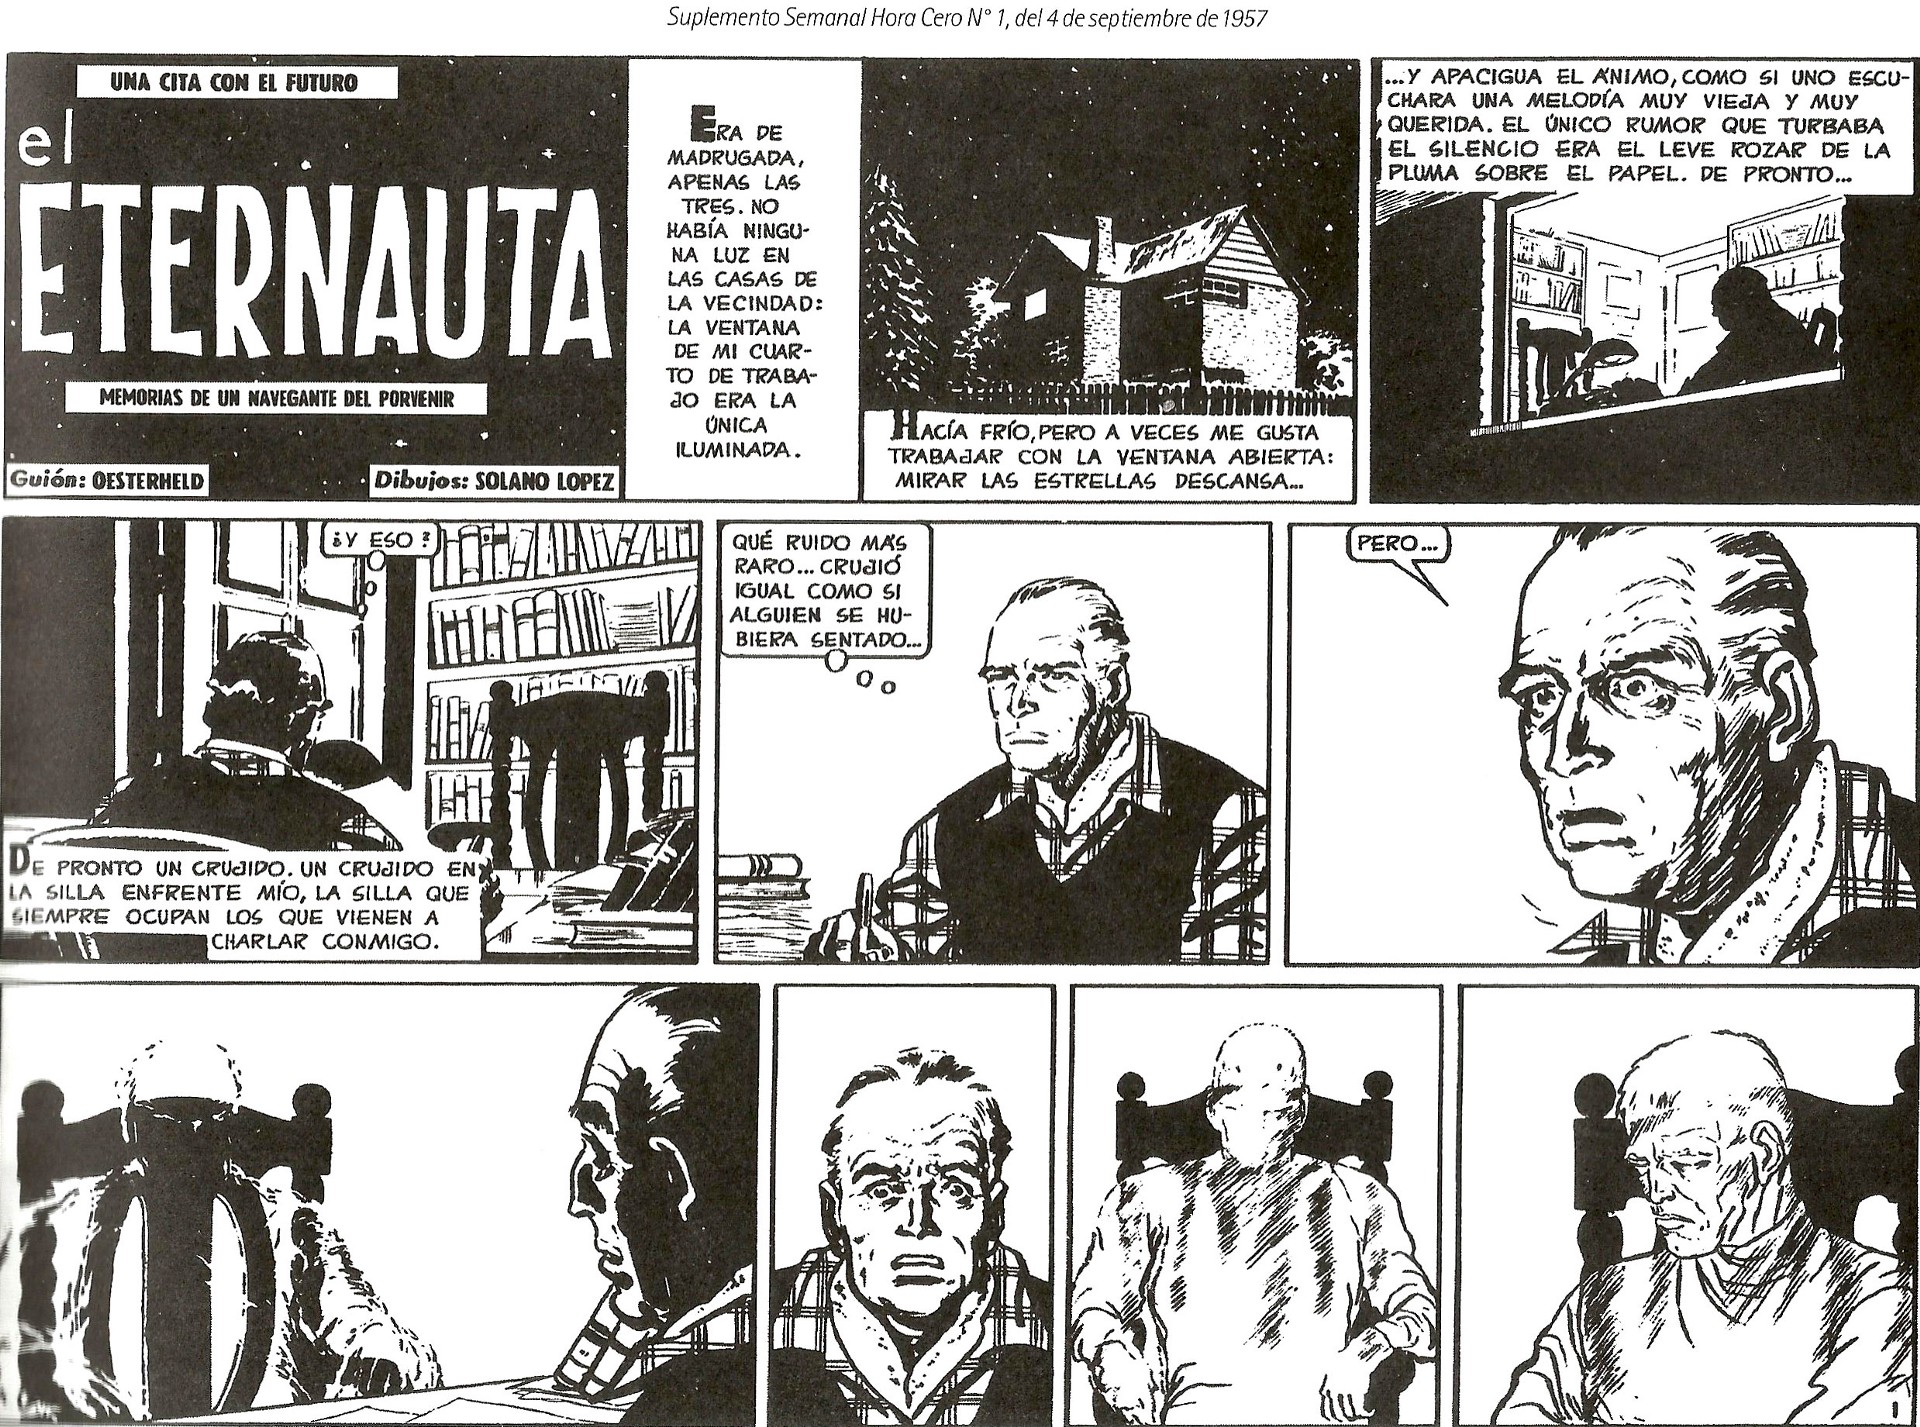 Suplemento Semanal Hora Cero N° 1, del 4 de septiembre de 1957
UNA CITA CON EL FUTURO
el
ETERNAUTA
MEMORIAS DE UN NAVEGANTE DEL PORVENIR
Guión: OESTERHELD
Dibujos: SOLANO LOPEZ
ERA DE
MADRUGADA,
APENAS LAS
TRES. NO
HABÍA NINGU-
NA LUZ EN
LAS CASAS DE
LA VECINDAD:
LA VENTANA
DE MI CUAR-
TO DE TRABA-
JO ERA LA
ÚNICA
ILUMINADA.
HACÍA FRÍO, PERO A VECES ME GUSTA
TRABAJAR CON LA VENTANA ABIERTA:
MIRAR LAS ESTRELLAS DESCANSA...
...Y APACIGUA EL ÁNIMO, COMO SI UNO ESCU-
CHARA UNA MELODÍA MUY VIEJA Y MUY
QUERIDA. EL ÚNICO RUMOR QUE TURBABA
EL SILENCIO ERA EL LEVE ROZAR DE LA
PLUMA SOBRE EL PAPEL. DE PRONTO...
¿Y ESO?
DE PRONTO UN CRUJIDO. UN CRUJIDO EN
LA SILLA ENFRENTE MÍO, LA SILLA QUE
SIEMPRE OCUPAN LOS QUE VIENEN A
CHARLAR CONMIGO.
QUÉ RUIDO MÁS
RARO... CRUJIÓ
IGUAL COMO SI
ALGUIEN SE HU-
BIERA SENTADO...
PERO...
1